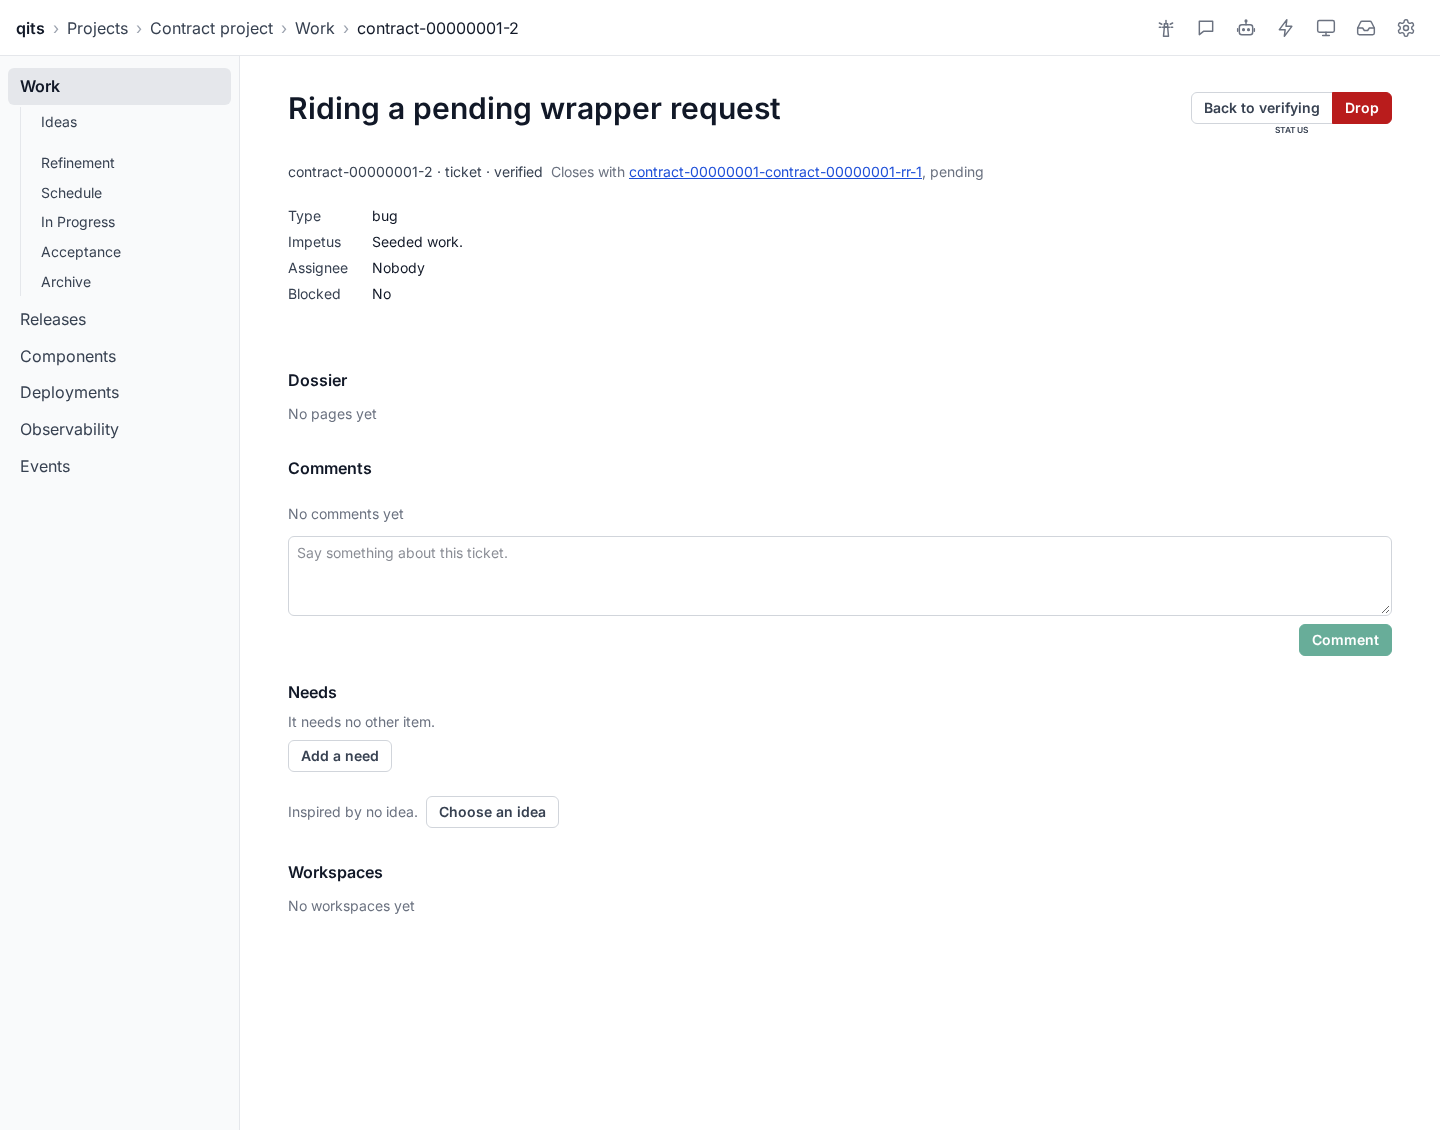 qits › Projects › Contract project › Work › contract-00000001-2
Work
Ideas
Refinement
Schedule
In Progress
Acceptance
Archive
Releases
Components
Deployments
Observability
Events
Riding a pending wrapper request
Back to verifying
Drop
STATUS
contract-00000001-2 · ticket · verified Closes with contract-00000001-contract-00000001-rr-1, pending
Type bug
Impetus Seeded work.
Assignee Nobody
Blocked No
Dossier
No pages yet
Comments
No comments yet
Say something about this ticket.
Comment
Needs
It needs no other item.
Add a need
Inspired by no idea. Choose an idea
Workspaces
No workspaces yet